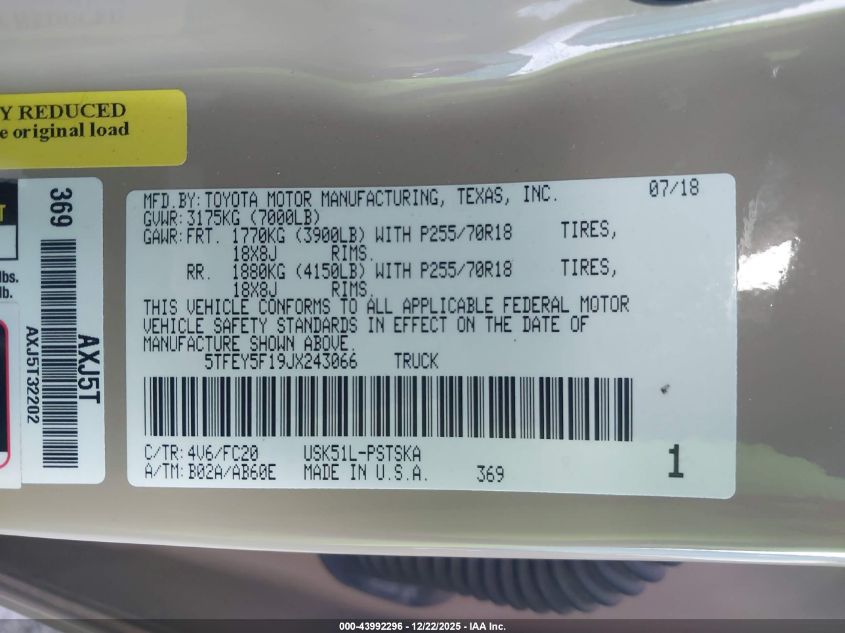 Y REDUCED
e original load
369
T
lbs.
lb.
AXJ5T
AXJ5T32202
MFD.BY:TOYOTA MOTOR MANUFACTURING, TEXAS, INC. 07/18
GVWR:3175KG (7000LB)
GAWR:FRT. 1770KG (3900LB) WITH P255/70R18 TIRES,
18X8J RIMS.
RR. 1880KG (4150LB) WITH P255/70R18 TIRES,
18X8J RIMS.
THIS VEHICLE CONFORMS TO ALL APPLICABLE FEDERAL MOTOR
VEHICLE SAFETY STANDARDS IN EFFECT ON THE DATE OF
MANUFACTURE SHOWN ABOVE.
5TFEY5F19JX243066 TRUCK
C/TR:4V6/FC20 USK51L-PSTSKA
A/TM:B02A/AB60E MADE IN U.S.A. 369 1
000-43992296 - 12/22/2025 - IAA Inc.